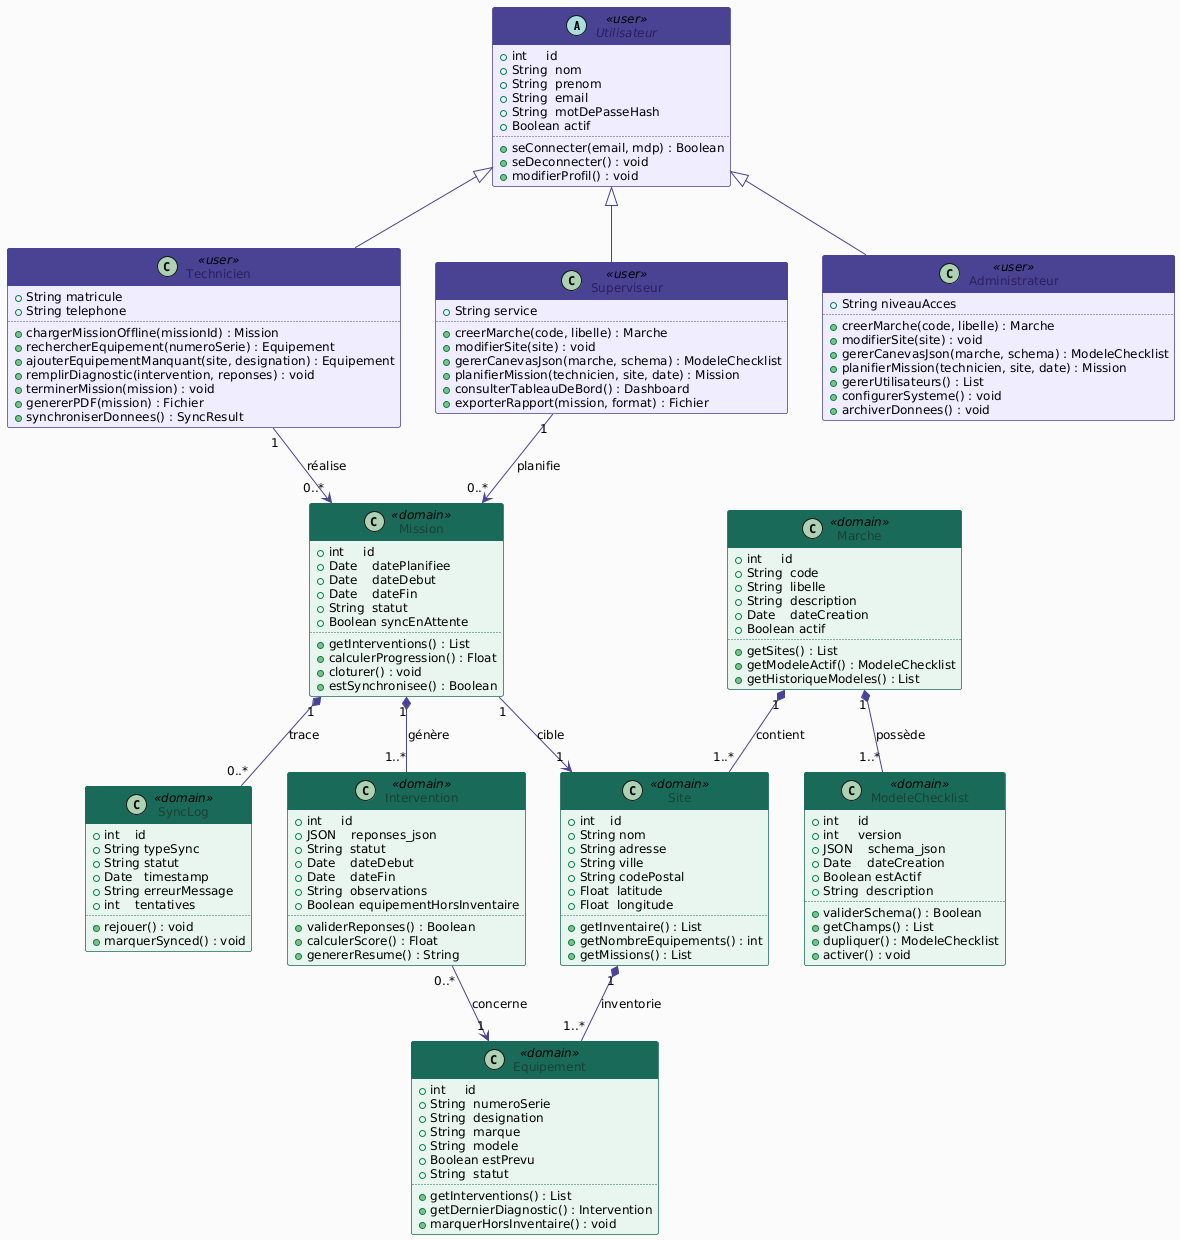 A
«user»
Utilisateur
int id
String nom
String prenom
String email
String motDePasseHash
Boolean actif
seConnecter(email, mdp) : Boolean
seDeconnecter() : void
modifierProfil() : void
C
«user»
Technicien
String matricule
String telephone
chargerMissionOffline(missionId) : Mission
rechercherEquipement(numeroSerie) : Equipement
ajouterEquipementManquant(site, designation) : Equipement
remplirDiagnostic(intervention, reponses) : void
terminerMission(mission) : void
genererPDF(mission) : Fichier
synchroniserDonnees() : SyncResult
C
«user»
Superviseur
String service
creerMarche(code, libelle) : Marche
modifierSite(site) : void
gererCanevasJson(marche, schema) : ModeleChecklist
planifierMission(technicien, site, date) : Mission
consulterTableauDeBord() : Dashboard
exporterRapport(mission, format) : Fichier
C
«user»
Administrateur
String niveauAcces
creerMarche(code, libelle) : Marche
modifierSite(site) : void
gererCanevasJson(marche, schema) : ModeleChecklist
planifierMission(technicien, site, date) : Mission
gererUtilisateurs() : List
configurerSysteme() : void
archiverDonnees() : void
1
réalise
0..*
1
planifie
0..*
C
«domain»
Mission
int id
Date datePlanifiee
Date dateDebut
Date dateFin
String statut
Boolean syncEnAttente
getInterventions() : List
calculerProgression() : Float
cloturer() : void
estSynchronisee() : Boolean
C
«domain»
Marche
int id
String code
String libelle
String description
Date dateCreation
Boolean actif
getSites() : List
getModeleActif() : ModeleChecklist
getHistoriqueModeles() : List
1
trace
0..*
1
génère
1..*
1
cible
1
1
contient
1..*
1
possède
1..*
C
«domain»
SyncLog
int id
String typeSync
String statut
Date timestamp
String erreurMessage
int tentatives
rejouer() : void
marquerSynced() : void
C
«domain»
Intervention
int id
JSON reponses_json
String statut
Date dateDebut
Date dateFin
String observations
Boolean equipementHorsInventaire
validerReponses() : Boolean
calculerScore() : Float
genererResume() : String
C
«domain»
Site
int id
String nom
String adresse
String ville
String codePostal
Float latitude
Float longitude
getInventaire() : List
getNombreEquipements() : int
getMissions() : List
C
«domain»
ModeleChecklist
int id
int version
JSON schema_json
Date dateCreation
Boolean estActif
String description
validerSchema() : Boolean
getChamps() : List
dupliquer() : ModeleChecklist
activer() : void
0..*
concerne
1
1
inventorie
1..*
C
«domain»
Equipement
int id
String numeroSerie
String designation
String marque
String modele
Boolean estPrevu
String statut
getInterventions() : List
getDernierDiagnostic() : Intervention
marquerHorsInventaire() : void